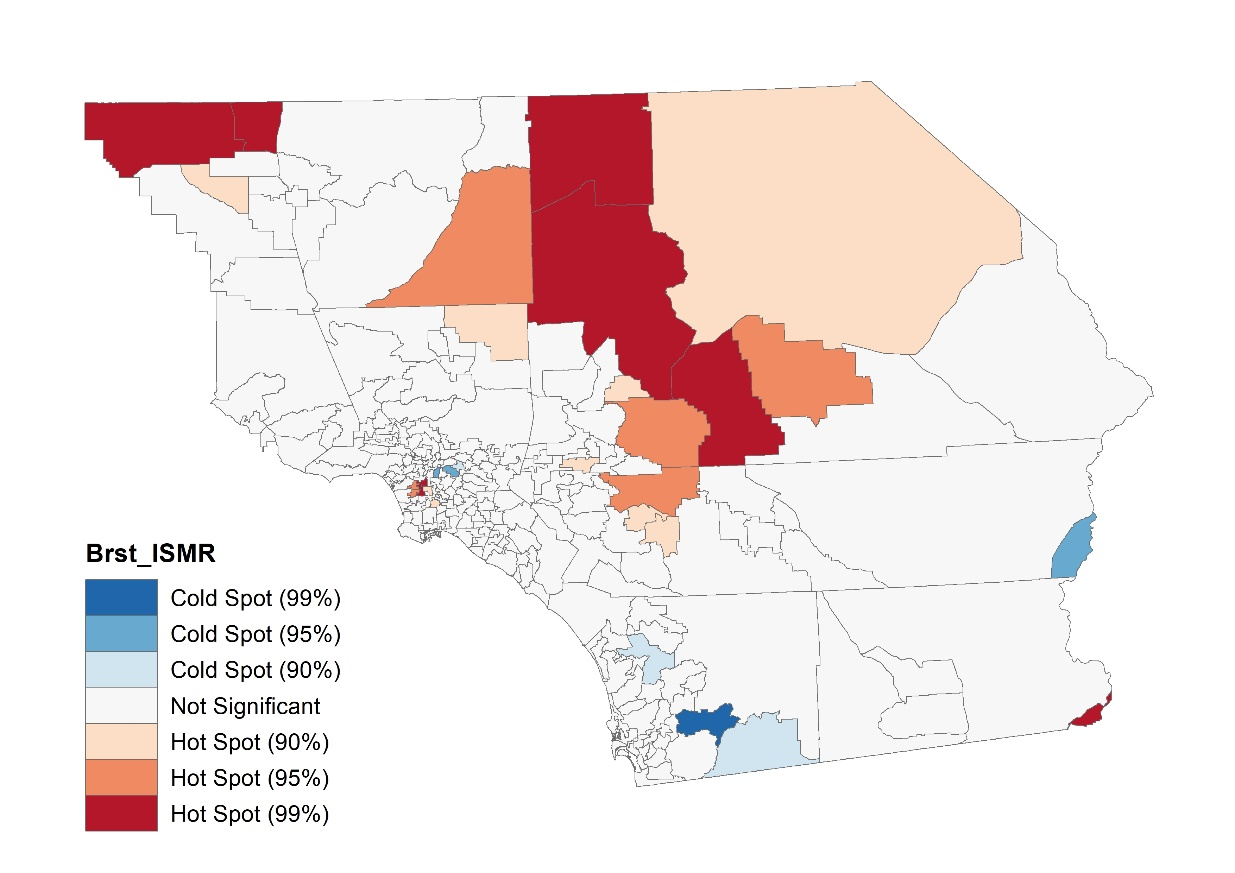 Brst_ISMR
Cold Spot (99%)
Cold Spot (95%)
Cold Spot (90%)
Not Significant
Hot Spot (90%)
Hot Spot (95%)
Hot Spot (99%)